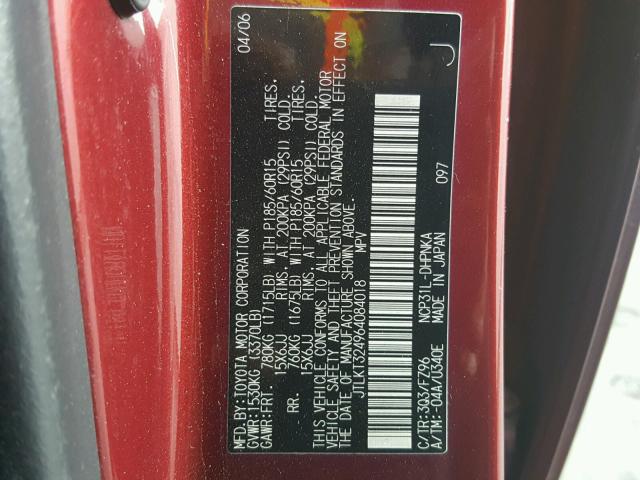 MFD.BY:TOYOTA MOTOR CORPORATION 04/06
GVWR:1530KG (3370LB)
GAWR:FRT. 780KG (1715LB) WITH P185/60R15 TIRES.
15X6JJ RIMS. AT 200KPA (29PSI) COLD.
RR. 760KG (1675LB) WITH P185/60R15 TIRES.
15X6JJ RIMS. AT 200KPA (29PSI) COLD.
THIS VEHICLE CONFORMS TO ALL APPLICABLE FEDERAL MOTOR
VEHICLE SAFETY AND THEFT PREVENTION STANDARDS IN EFFECT ON
THE DATE OF MANUFACTURE SHOWN ABOVE.
JTLKT324964084018 MPV
C/TR:3Q3/FZ96 NCP31L-DHPNKA 097 J
A/TM:-04A/U340E MADE IN JAPAN